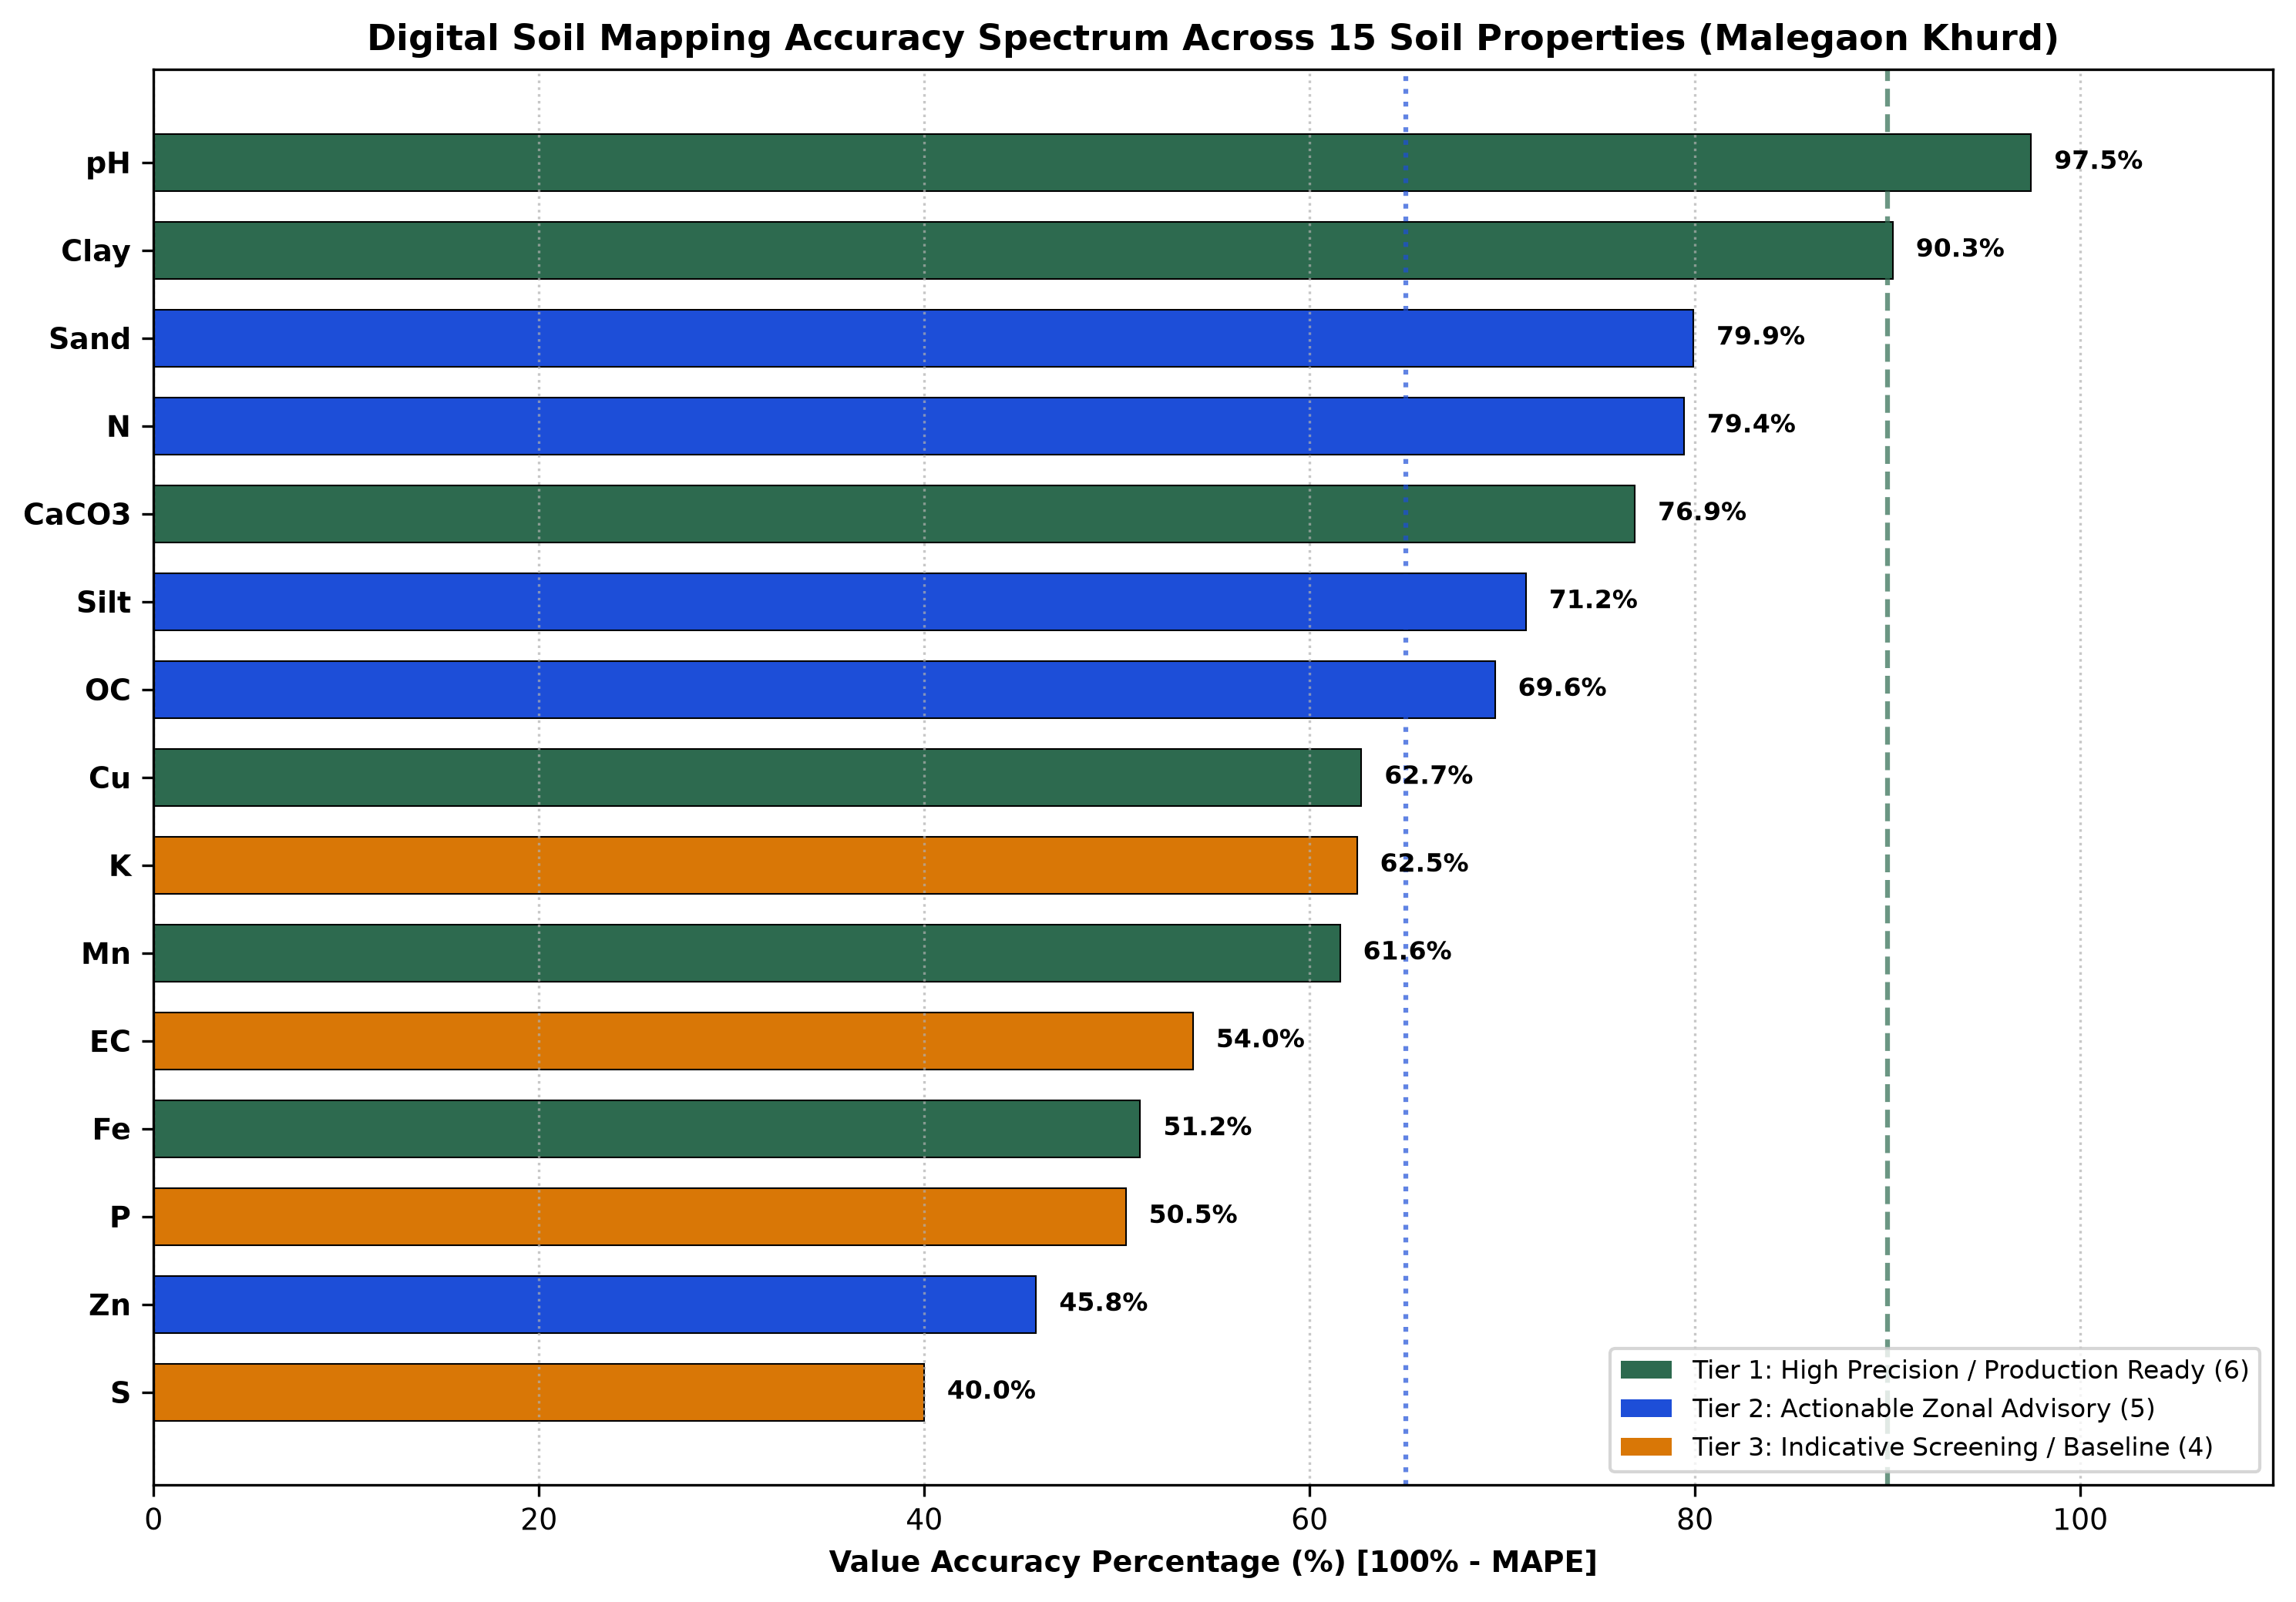 Digital Soil Mapping Accuracy Spectrum Across 15 Soil Properties (Malegaon Khurd)
pH 97.5%
Clay 90.3%
Sand 79.9%
N 79.4%
CaCO3 76.9%
Silt 71.2%
OC 69.6%
Cu 62.7%
K 62.5%
Mn 61.6%
EC 54.0%
Fe 51.2%
P 50.5%
Zn 45.8%
S 40.0%
Tier 1: High Precision / Production Ready (6)
Tier 2: Actionable Zonal Advisory (5)
Tier 3: Indicative Screening / Baseline (4)
0 20 40 60 80 100
Value Accuracy Percentage (%) [100% - MAPE]